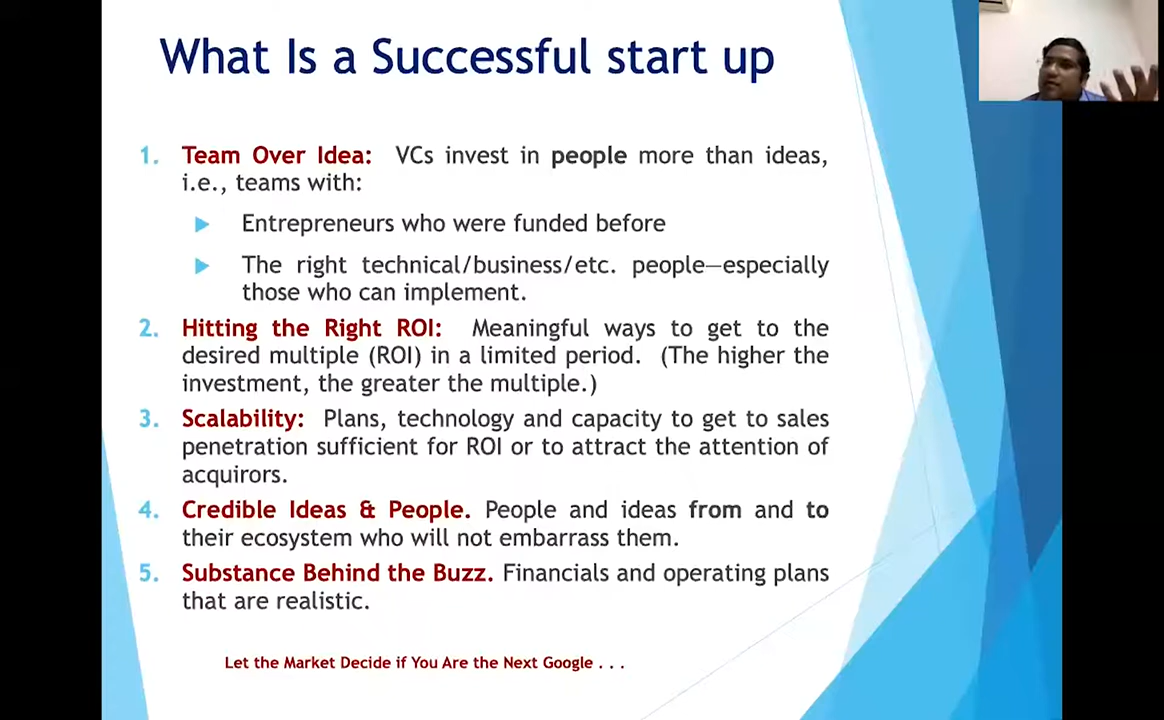 What Is a Successful start up
1. Team Over Idea: VCs invest in people more than ideas,
i.e., teams with:
Entrepreneurs who were funded before
The right technical/business/etc. people—especially
those who can implement.
2. Hitting the Right ROI: Meaningful ways to get to the
desired multiple (ROI) in a limited period. (The higher the
investment, the greater the multiple.)
3. Scalability: Plans, technology and capacity to get to sales
penetration sufficient for ROI or to attract the attention of
acquirors.
4. Credible Ideas & People. People and ideas from and to
their ecosystem who will not embarrass them.
5. Substance Behind the Buzz. Financials and operating plans
that are realistic.
Let the Market Decide if You Are the Next Google . . .